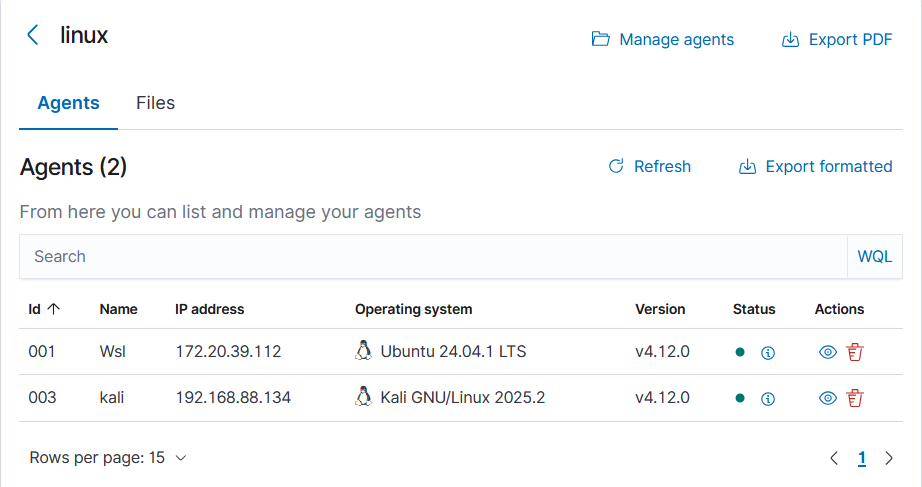 linux
Manage agents
Export PDF
Agents
Files
Agents (2)
Refresh
Export formatted
From here you can list and manage your agents
Search
WQL
Id Name IP address Operating system Version Status Actions
001 Wsl 172.20.39.112 Ubuntu 24.04.1 LTS v4.12.0
003 kali 192.168.88.134 Kali GNU/Linux 2025.2 v4.12.0
Rows per page: 15
1